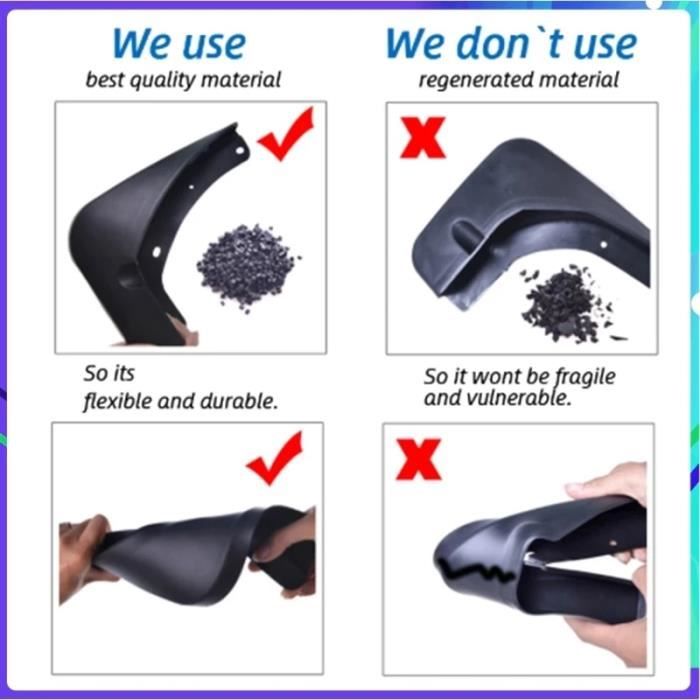 We use
best quality material
We don`t use
regenerated material
So its
flexible and durable.
So it wont be fragile
and vulnerable.